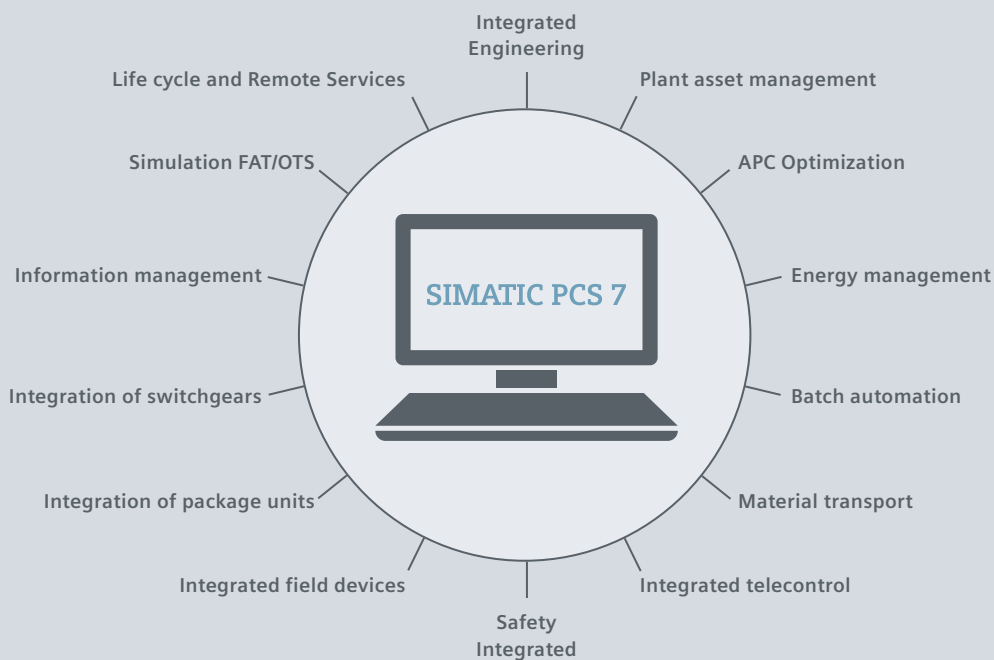 Integrated
Engineering
Life cycle and Remote Services
Plant asset management
Simulation FAT/OTS
APC Optimization
Information management
Energy management
SIMATIC PCS 7
Integration of switchgears
Batch automation
Integration of package units
Material transport
Integrated field devices
Integrated telecontrol
Safety
Integrated